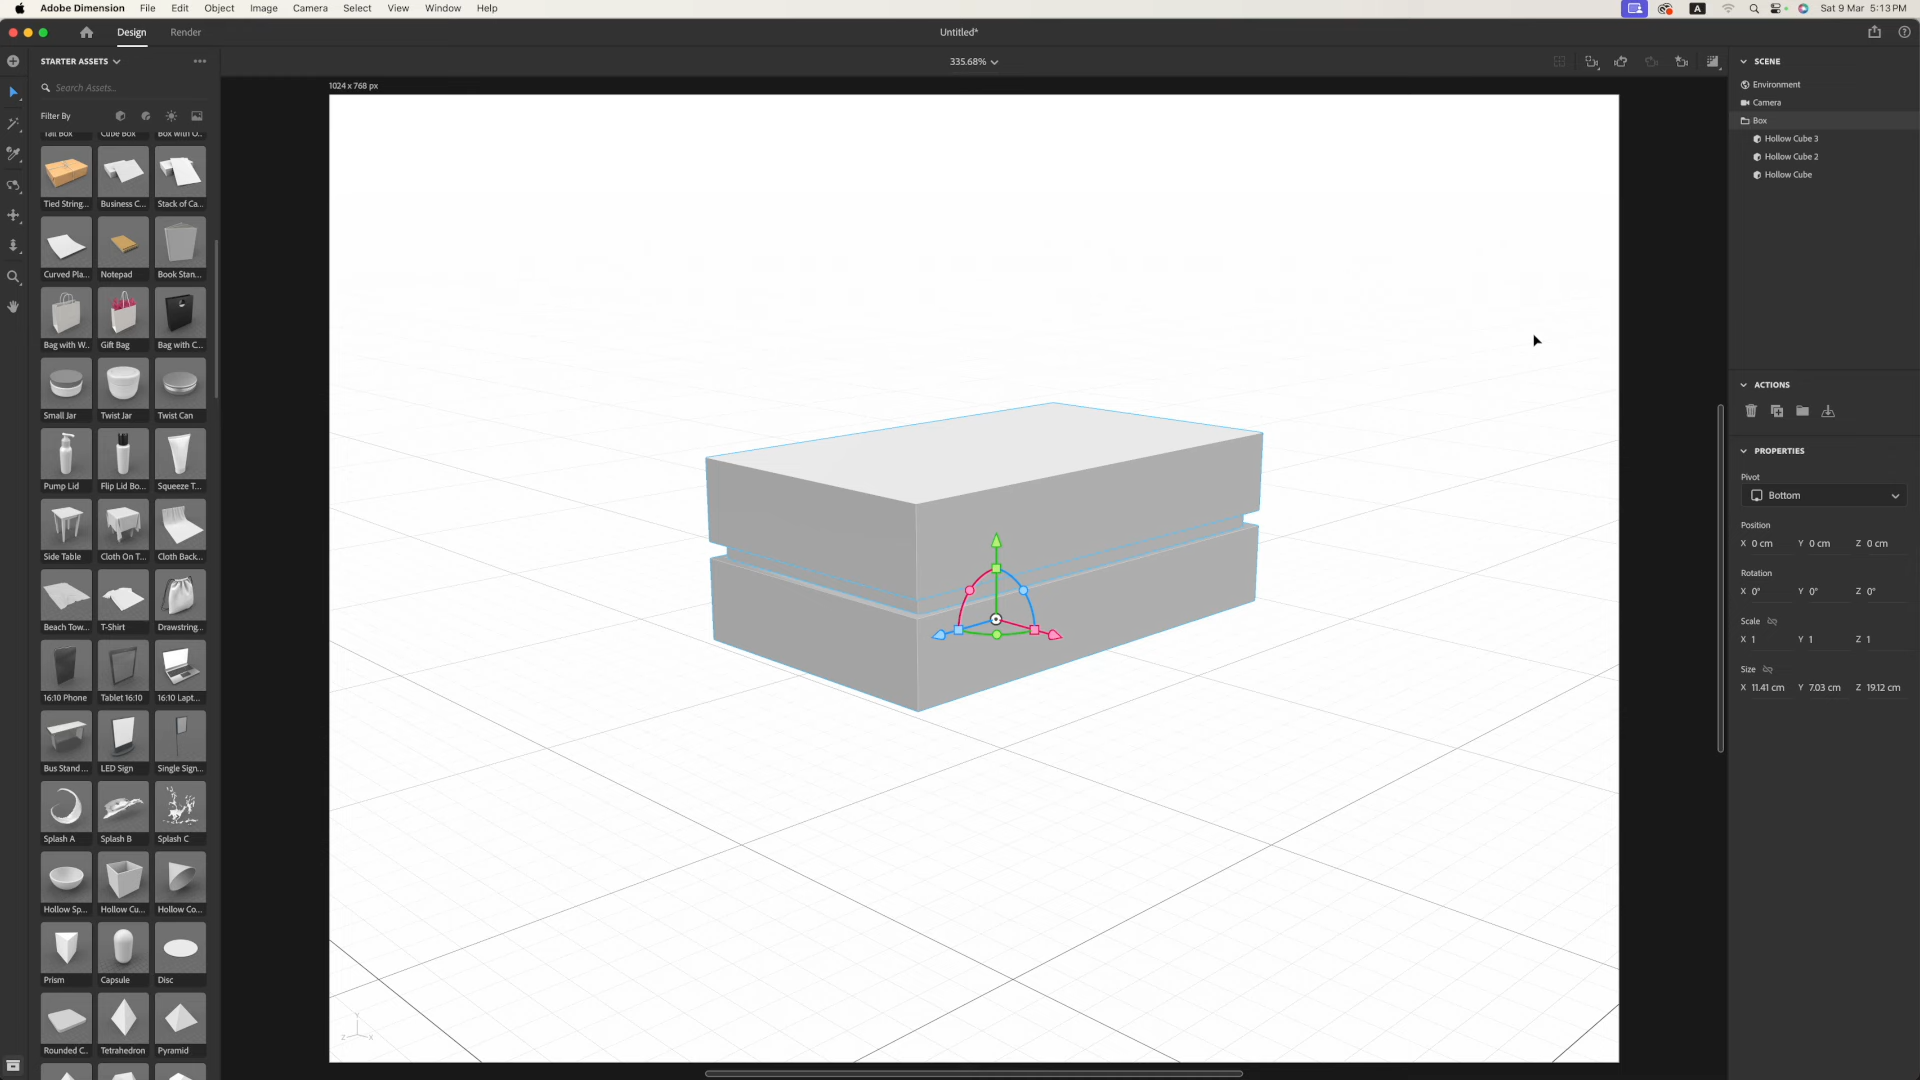 Adobe Dimension File Edit Object Image Camera Select View Window Help
A Sat 9 Mar 5:13 PM
Design Render
Untitled*
STARTER ASSETS
335.68%
Search Assets...
Filter By
1024 x 768 px
Tall Box Cube Box Box with O...
Tied String... Business C... Stack of Ca...
Curved Pla... Notepad Book Stan...
Bag with W... Gift Bag Bag with C...
Small Jar Twist Jar Twist Can
Pump Lid Flip Lid Bo... Squeeze T...
Side Table Cloth On T... Cloth Back...
Beach Tow... T-Shirt Drawstring...
16:10 Phone Tablet 16:10 16:10 Lapt...
Bus Stand ... LED Sign Single Sign...
Splash A Splash B Splash C
Hollow Sp... Hollow Cu... Hollow Co...
Prism Capsule Disc
Rounded C... Tetrahedron Pyramid
Y
Z X
SCENE
Environment
Camera
Box
Hollow Cube 3
Hollow Cube 2
Hollow Cube
ACTIONS
PROPERTIES
Pivot
Bottom
Position
X 0 cm Y 0 cm Z 0 cm
Rotation
X 0° Y 0° Z 0°
Scale
X 1 Y 1 Z 1
Size
X 11.41 cm Y 7.03 cm Z 19.12 cm